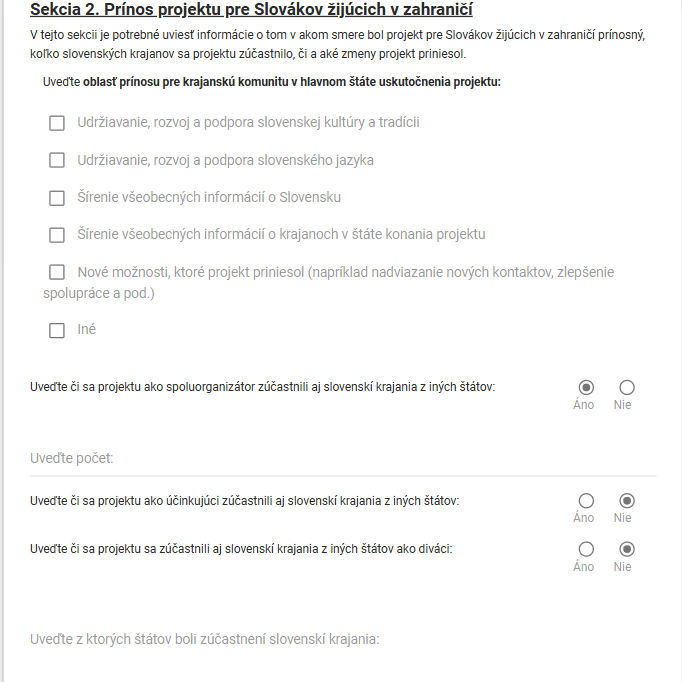 Sekcia 2. Prínos projektu pre Slovákov žijúcich v zahraničí
V tejto sekcii je potrebné uviesť informácie o tom v akom smere bol projekt pre Slovákov žijúcich v zahraničí prínosný,
koľko slovenských krajanov sa projektu zúčastnilo, či a aké zmeny projekt priniesol.
Uveďte oblasť prínosu pre krajanskú komunitu v hlavnom štáte uskutočnenia projektu:
Udržiavanie, rozvoj a podpora slovenskej kultúry a tradícii
Udržiavanie, rozvoj a podpora slovenského jazyka
Šírenie všeobecných informácií o Slovensku
Šírenie všeobecných informácií o krajanoch v štáte konania projektu
Nové možnosti, ktoré projekt priniesol (napríklad nadviazanie nových kontaktov, zlepšenie
spolupráce a pod.)
Iné
Uveďte či sa projektu ako spoluorganizátor zúčastnili aj slovenskí krajania z iných štátov:
Áno Nie
Uveďte počet:
Uveďte či sa projektu ako účinkujúci zúčastnili aj slovenskí krajania z iných štátov:
Áno Nie
Uveďte či sa projektu sa zúčastnili aj slovenskí krajania z iných štátov ako diváci:
Áno Nie
Uveďte z ktorých štátov boli zúčastnení slovenskí krajania: